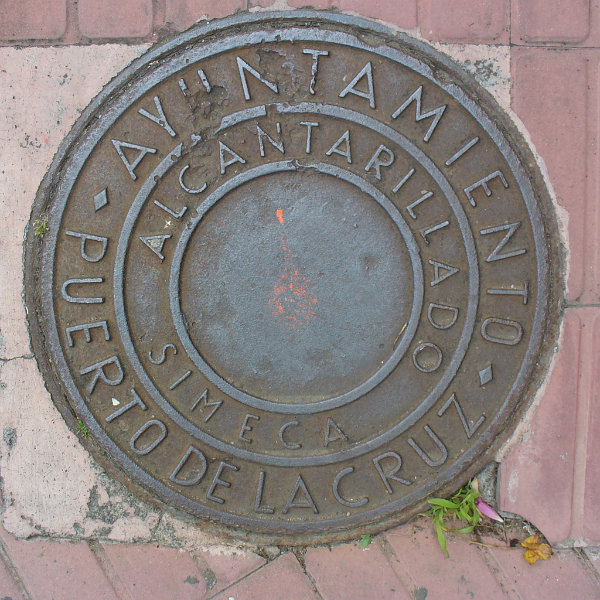 AYUNTAMIENTO
PUERTO DE LA CRUZ
ALCANTARILLADO
SIMECA